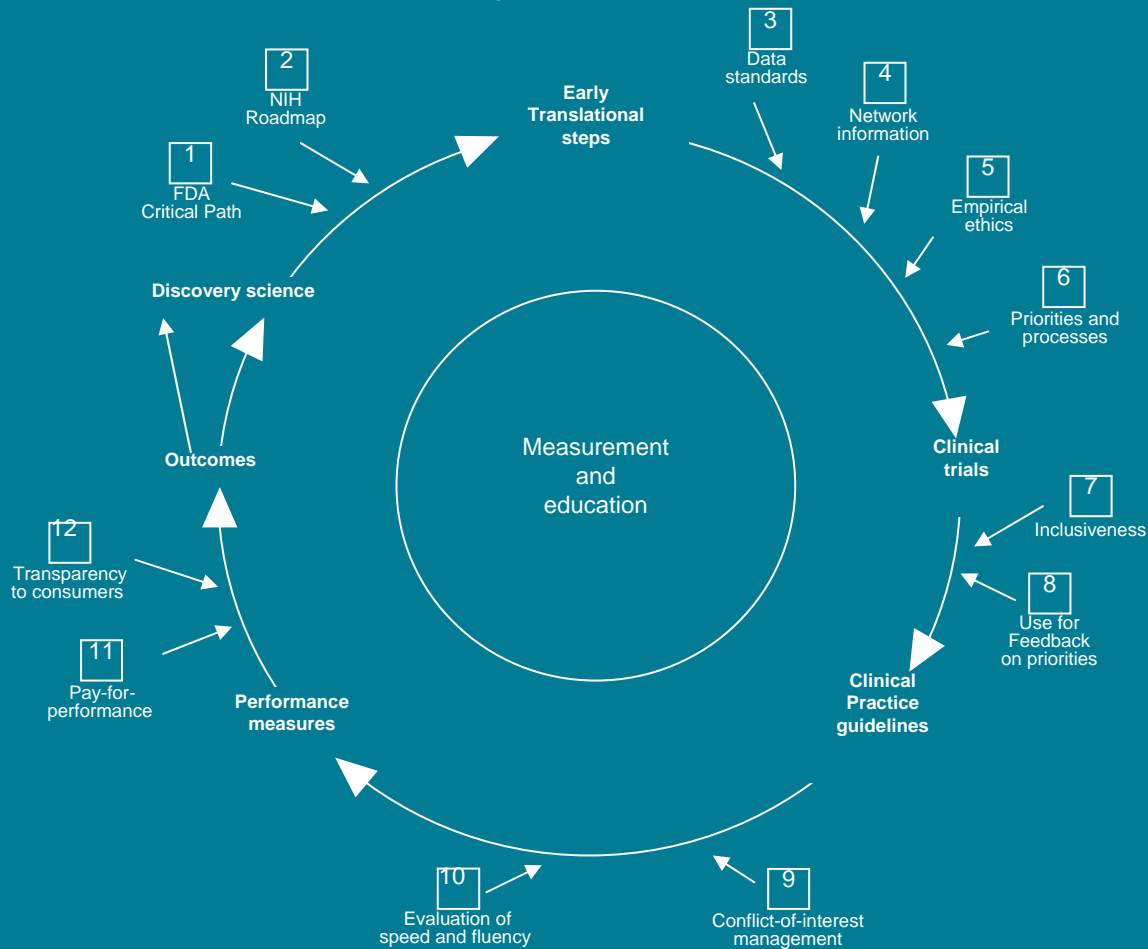 3
Data
standards
2
NIH
Roadmap
4
Network
information
Early
Translational
steps
1
FDA
Critical Path
5
Empirical
ethics
Discovery science
6
Priorities and
processes
Measurement
and
education
Outcomes
Clinical
trials
7
Inclusiveness
12
Transparency
to consumers
8
Use for
Feedback
on priorities
11
Pay-for-
performance
Performance
measures
Clinical
Practice
guidelines
10
Evaluation of
speed and fluency
9
Conflict-of-interest
management